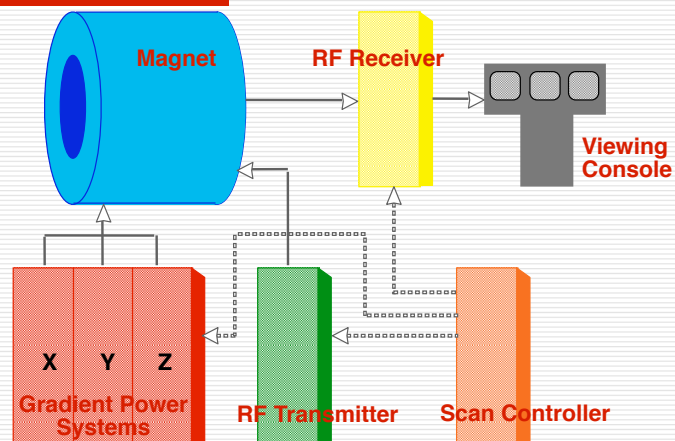 Magnet
RF Receiver
Viewing
Console
X Y Z
Gradient Power
Systems
RF Transmitter
Scan Controller